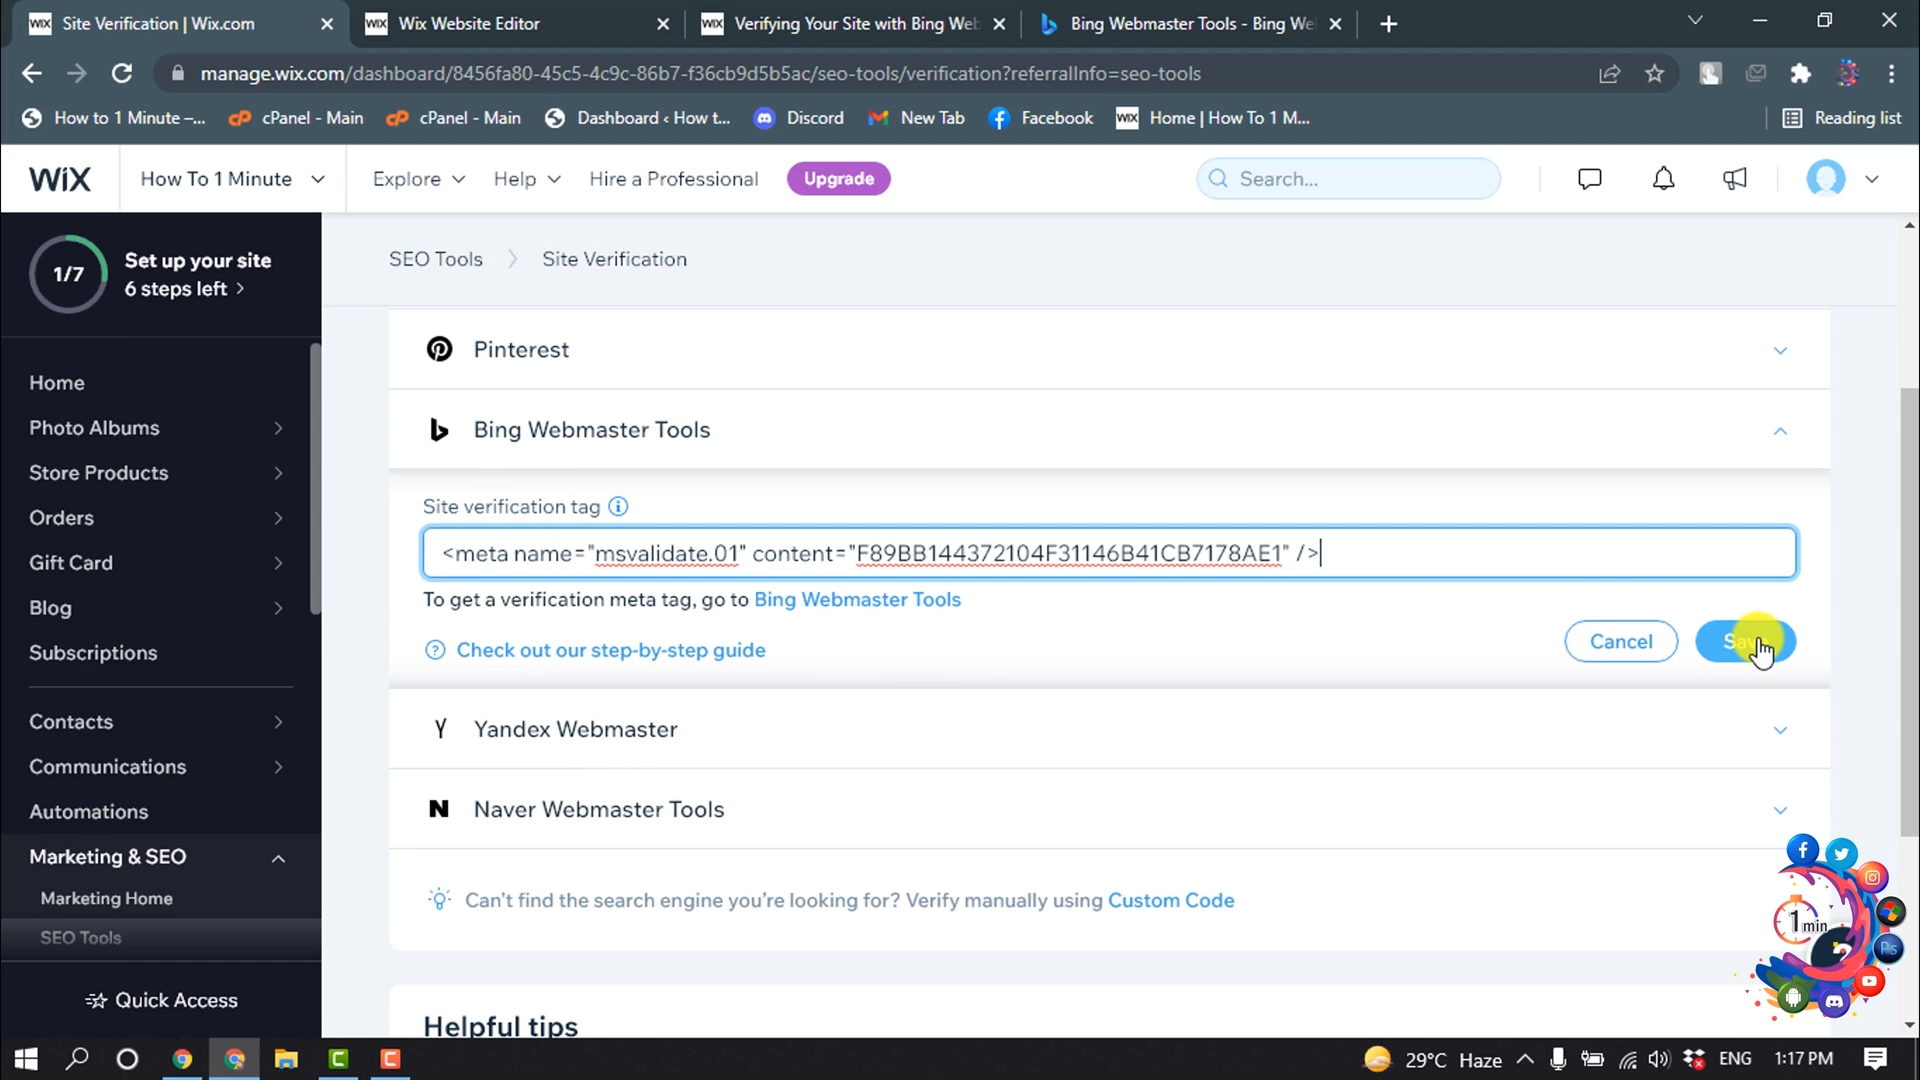 WiX Site Verification | Wix.com
WiX Wix Website Editor
WiX Verifying Your Site with Bing Web
Bing Webmaster Tools - Bing We
manage.wix.com/dashboard/8456fa80-45c5-4c9c-86b7-f36cb9d5b5ac/seo-tools/verification?referralInfo=seo-tools
How to 1 Minute –...
cPanel - Main
cPanel - Main
Dashboard ‹ How t...
Discord
New Tab
Facebook
WiX Home | How To 1 M...
Reading list
WiX
How To 1 Minute
Explore
Help
Hire a Professional
Upgrade
Search...
1/7
Set up your site
6 steps left >
Home
Photo Albums
Store Products
Orders
Gift Card
Blog
Subscriptions
Contacts
Communications
Automations
Marketing & SEO
Marketing Home
SEO Tools
Quick Access
SEO Tools > Site Verification
Pinterest
Bing Webmaster Tools
Site verification tag
<meta name="msvalidate.01" content="F89BB144372104F31146B41CB7178AE1" />
To get a verification meta tag, go to Bing Webmaster Tools
Check out our step-by-step guide
Cancel
Save
Yandex Webmaster
Naver Webmaster Tools
Can't find the search engine you're looking for? Verify manually using Custom Code
Helpful tips
1 min
Ps
29°C Haze
ENG
1:17 PM